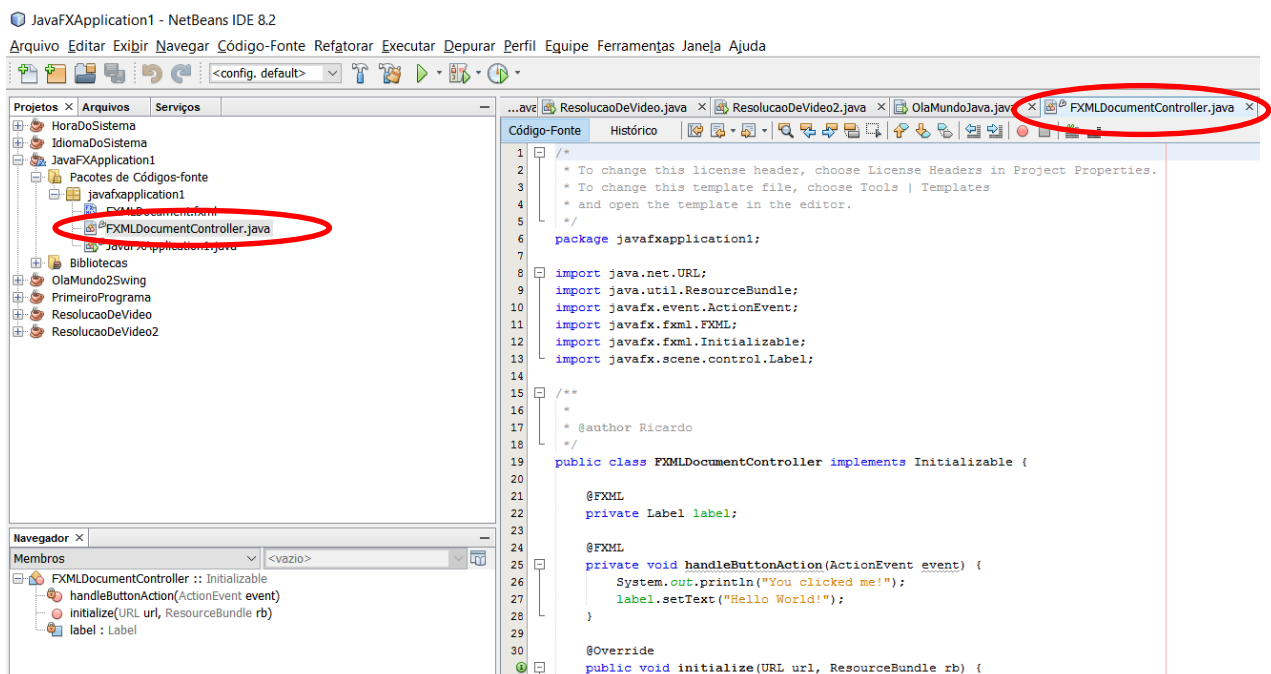 JavaFXApplication1 - NetBeans IDE 8.2
Arquivo Editar Exibir Navegar Código-Fonte Refatorar Executar Depurar Perfil Equipe Ferramentas Janela Ajuda
<config. default>
Projetos × Arquivos Serviços
HoraDoSistema
IdiomaDoSistema
JavaFXApplication1
Pacotes de Códigos-fonte
javafxapplication1
FXMLDocument.fxml
FXMLDocumentController.java
JavaFXApplication1.java
Bibliotecas
OlaMundo2Swing
PrimeiroPrograma
ResolucaoDeVideo
ResolucaoDeVideo2
Navegador ×
Membros <vazio>
FXMLDocumentController :: Initializable
handleButtonAction(ActionEvent event)
initialize(URL url, ResourceBundle rb)
label : Label
...ava ResolucaoDeVideo.java × ResolucaoDeVideo2.java × OlaMundoJava.java × FXMLDocumentController.java ×
Código-Fonte Histórico
1 /*
2 * To change this license header, choose License Headers in Project Properties.
3 * To change this template file, choose Tools | Templates
4 * and open the template in the editor.
5 */
6 package javafxapplication1;
7
8 import java.net.URL;
9 import java.util.ResourceBundle;
10 import javafx.event.ActionEvent;
11 import javafx.fxml.FXML;
12 import javafx.fxml.Initializable;
13 import javafx.scene.control.Label;
14
15 /**
16 *
17 * @author Ricardo
18 */
19 public class FXMLDocumentController implements Initializable {
20
21 @FXML
22 private Label label;
23
24 @FXML
25 private void handleButtonAction(ActionEvent event) {
26 System.out.println("You clicked me!");
27 label.setText("Hello World!");
28 }
29
30 @Override
public void initialize(URL url, ResourceBundle rb) {